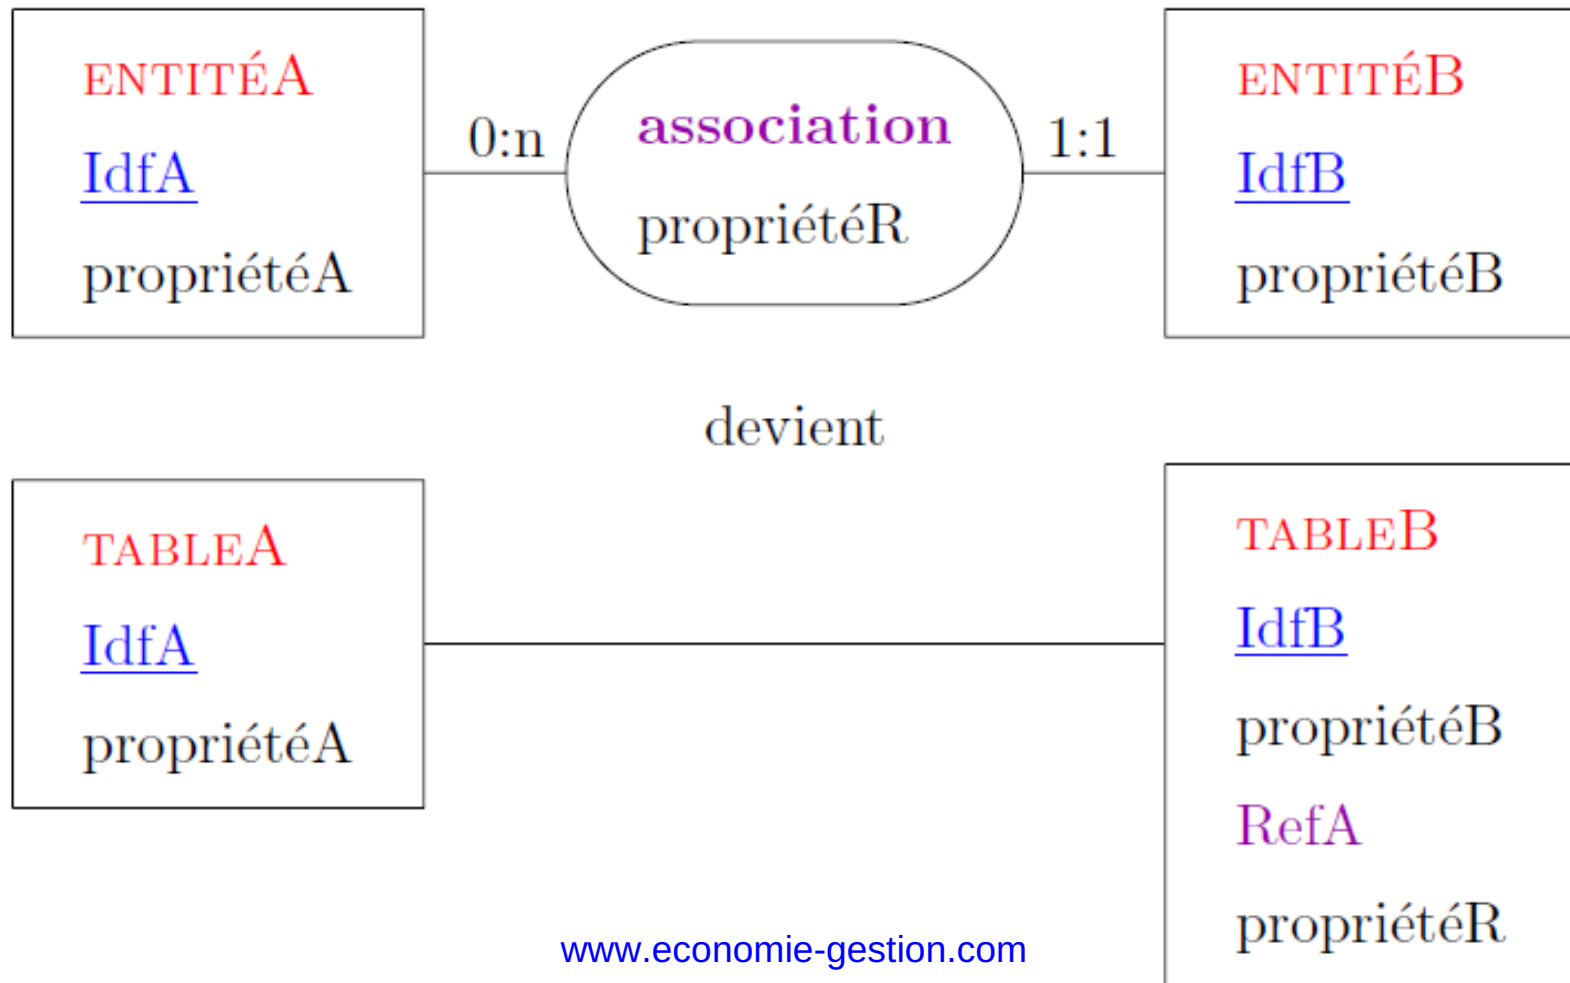 ENTITÉA
IdfA
propriétéA
0:n
association
propriétéR
1:1
ENTITÉB
IdfB
propriétéB
devient
TABLEA
IdfA
propriétéA
TABLEB
IdfB
propriétéB
RefA
propriétéR
www.economie-gestion.com